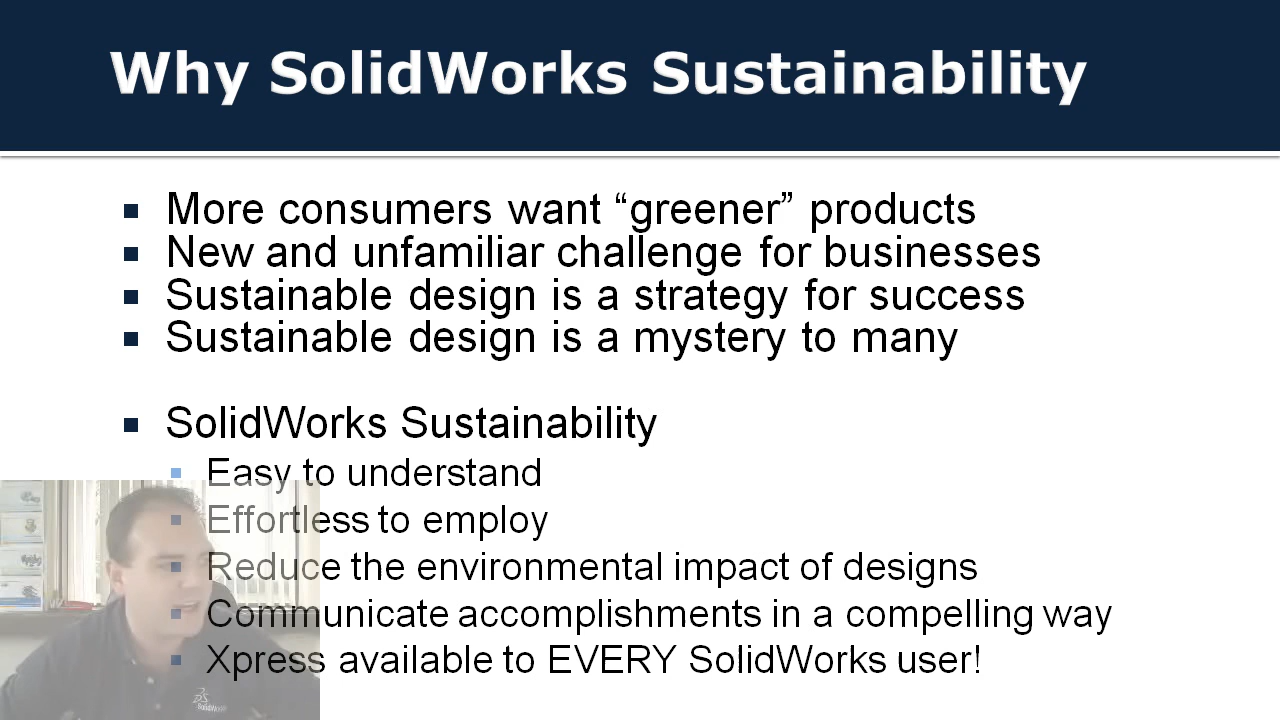 Why SolidWorks Sustainability
More consumers want “greener” products
New and unfamiliar challenge for businesses
Sustainable design is a strategy for success
Sustainable design is a mystery to many
SolidWorks Sustainability
Easy to understand
Effortless to employ
Reduce the environmental impact of designs
Communicate accomplishments in a compelling way
Xpress available to EVERY SolidWorks user!
SolidWorks